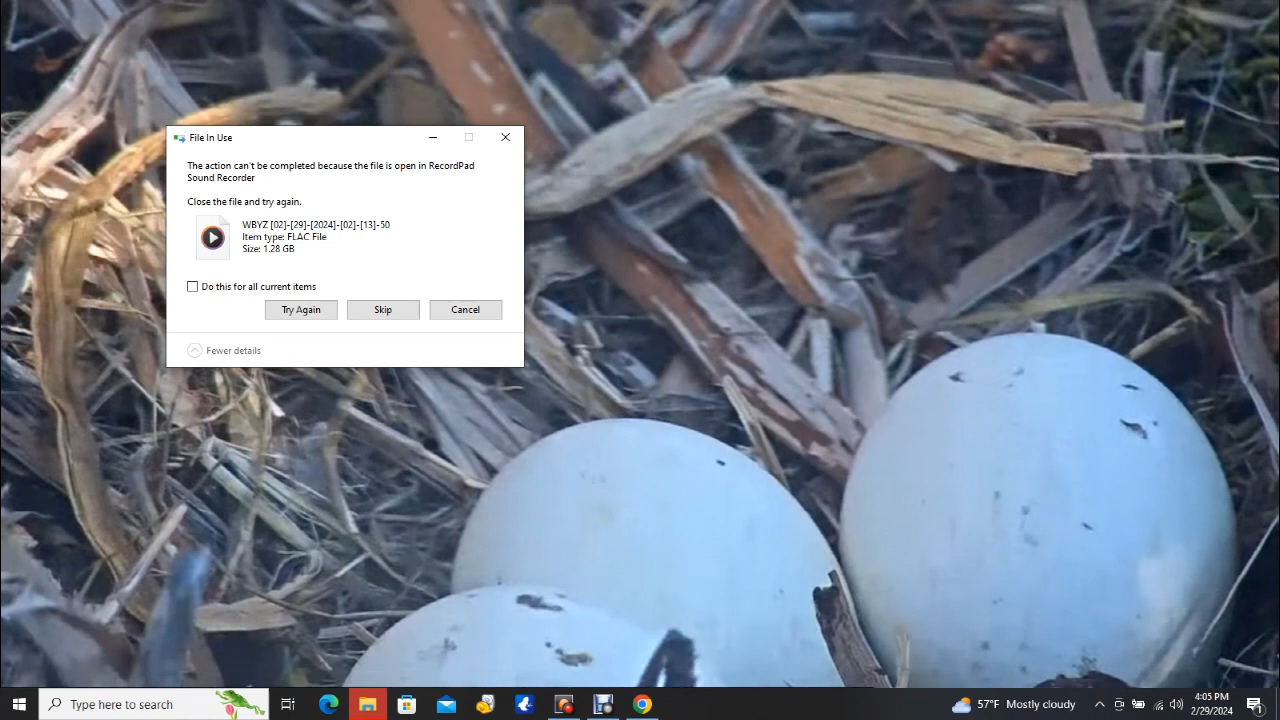 File In Use
The action can't be completed because the file is open in RecordPad
Sound Recorder
Close the file and try again.
WBYZ [02]-[29]-[2024]-[02]-[13]-50
Item type: FLAC File
Size: 1.28 GB
Do this for all current items
Try Again
Skip
Cancel
Fewer details
Type here to search
57°F Mostly cloudy
4:05 PM
2/29/2024